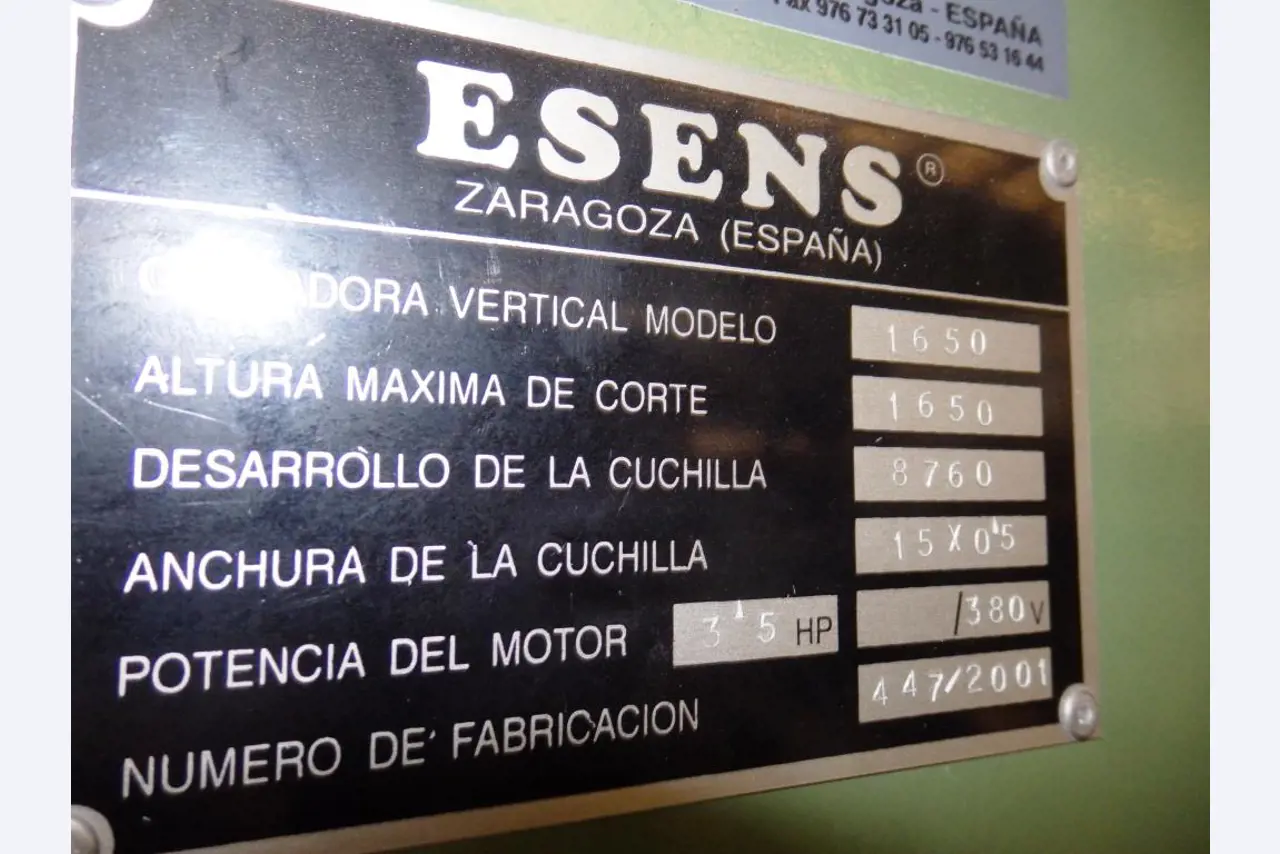 - ESPAÑA
Fax 976 73 31 05 - 976 53 16 44
ESENS ®
ZARAGOZA (ESPAÑA)
VERTICAL MODELO 1650
ALTURA MAXIMA DE CORTE 1650
DESARROLLO DE LA CUCHILLA 8760
ANCHURA DE LA CUCHILLA 15X0'5
POTENCIA DEL MOTOR 3'5 HP /380V
NUMERO DE FABRICACION 447/2001